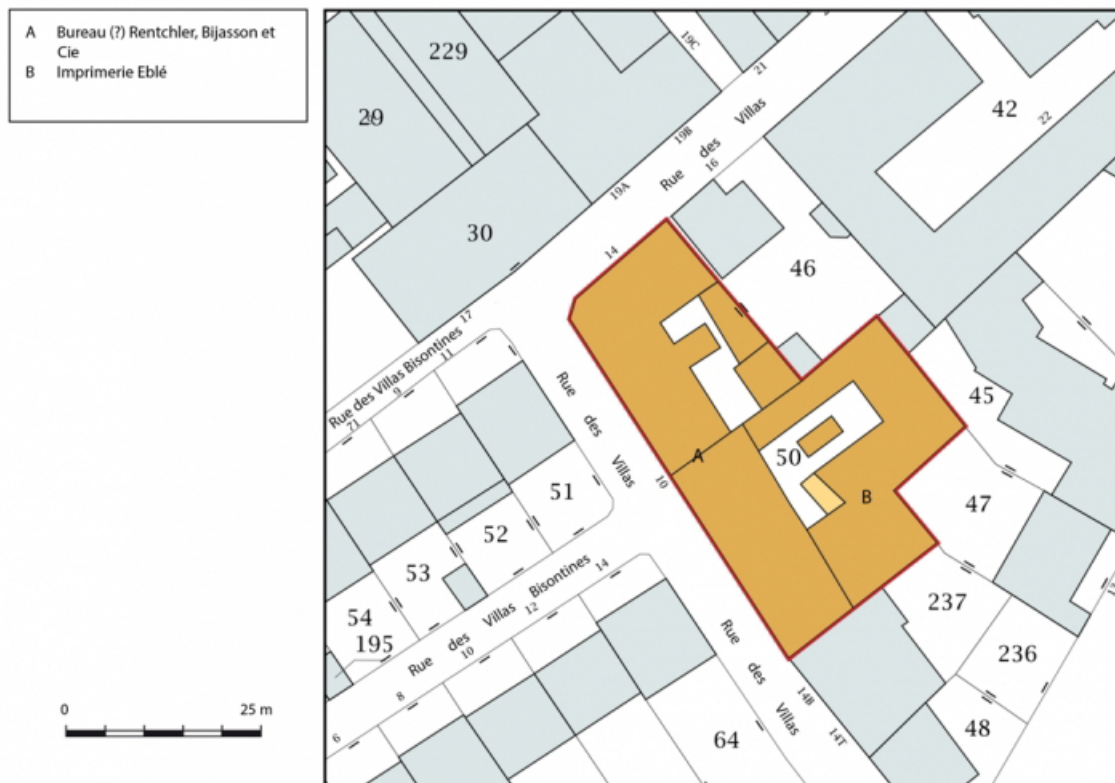 A Bureau (?) Rentchler, Bijasson et
Cie
B Imprimerie Eblé
0 25 m
229
19C
21
29
42
22
19B
Rue des Villas
16
19A
30
14
46
17
Rue des Villas Bisontines
11
9
71
Rue des Villas
45
A
50
10
B
51
47
52
53
14
Rue des Villas Bisontines
12
10
8
6
54
195
237
236
Rue des Villas
14B
14T
48
64